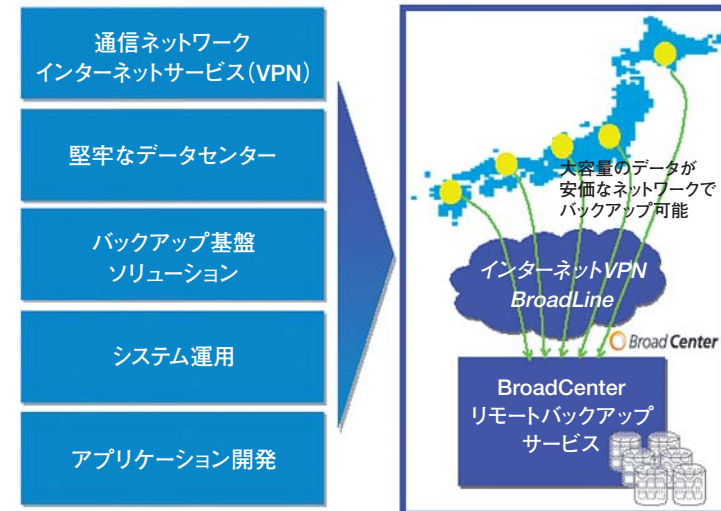 通信ネットワーク
インターネットサービス(VPN)
堅牢なデータセンター
バックアップ基盤
ソリューション
システム運用
アプリケーション開発
大容量のデータが
安価なネットワークで
バックアップ可能
インターネットVPN
BroadLine
Broad Center
BroadCenter
リモートバックアップ
サービス